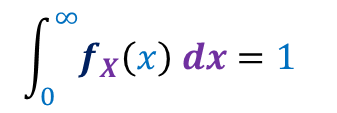 ∫₀^∞ f_X(x) dx = 1